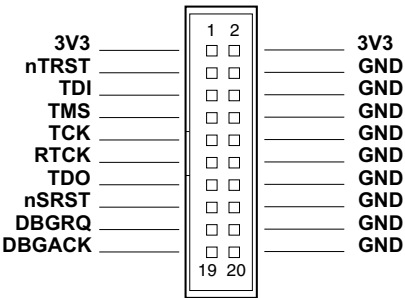 1 2
3V3 3V3
nTRST GND
TDI GND
TMS GND
TCK GND
RTCK GND
TDO GND
nSRST GND
DBGRQ GND
DBGACK GND
19 20